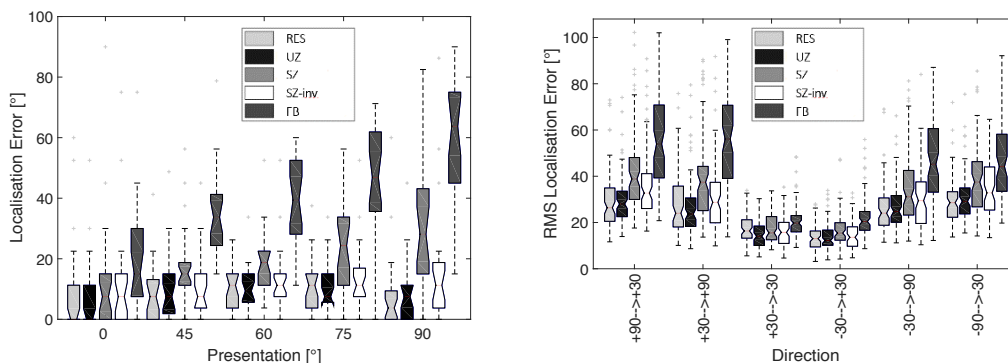 100
80
60
40
20
0
Localisation Error [°]
RES
UZ
SZ
SZ-inv
FB
0 45 60 75 90
Presentation [°]
100
80
60
40
20
0
RMS Localisation Error [°]
RES
UZ
SZ
SZ-inv
FB
+90-->+30
+30-->+90
+30-->-30
-30-->+30
-30-->-90
-90-->-30
Direction